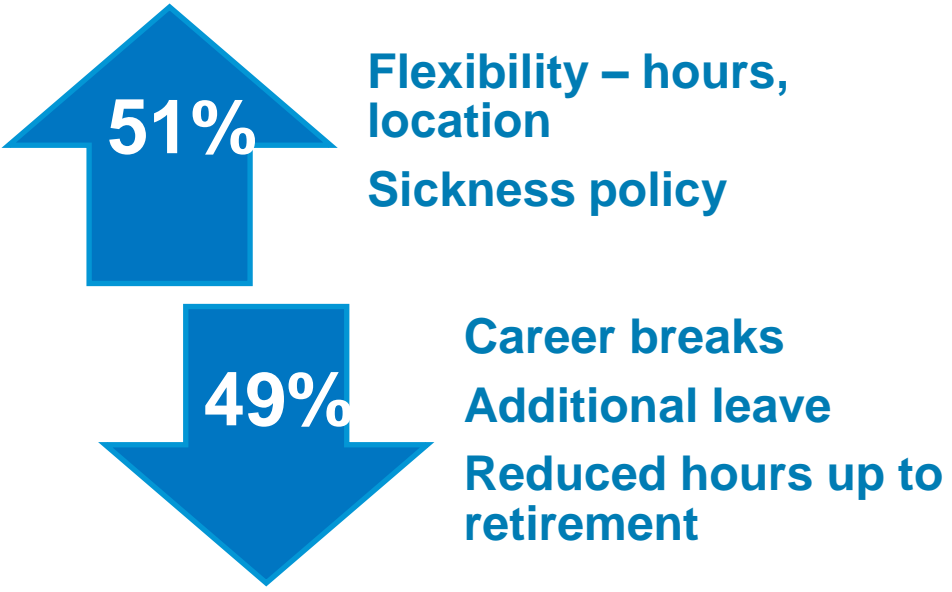 51%
Flexibility – hours,
location
Sickness policy
49%
Career breaks
Additional leave
Reduced hours up to
retirement